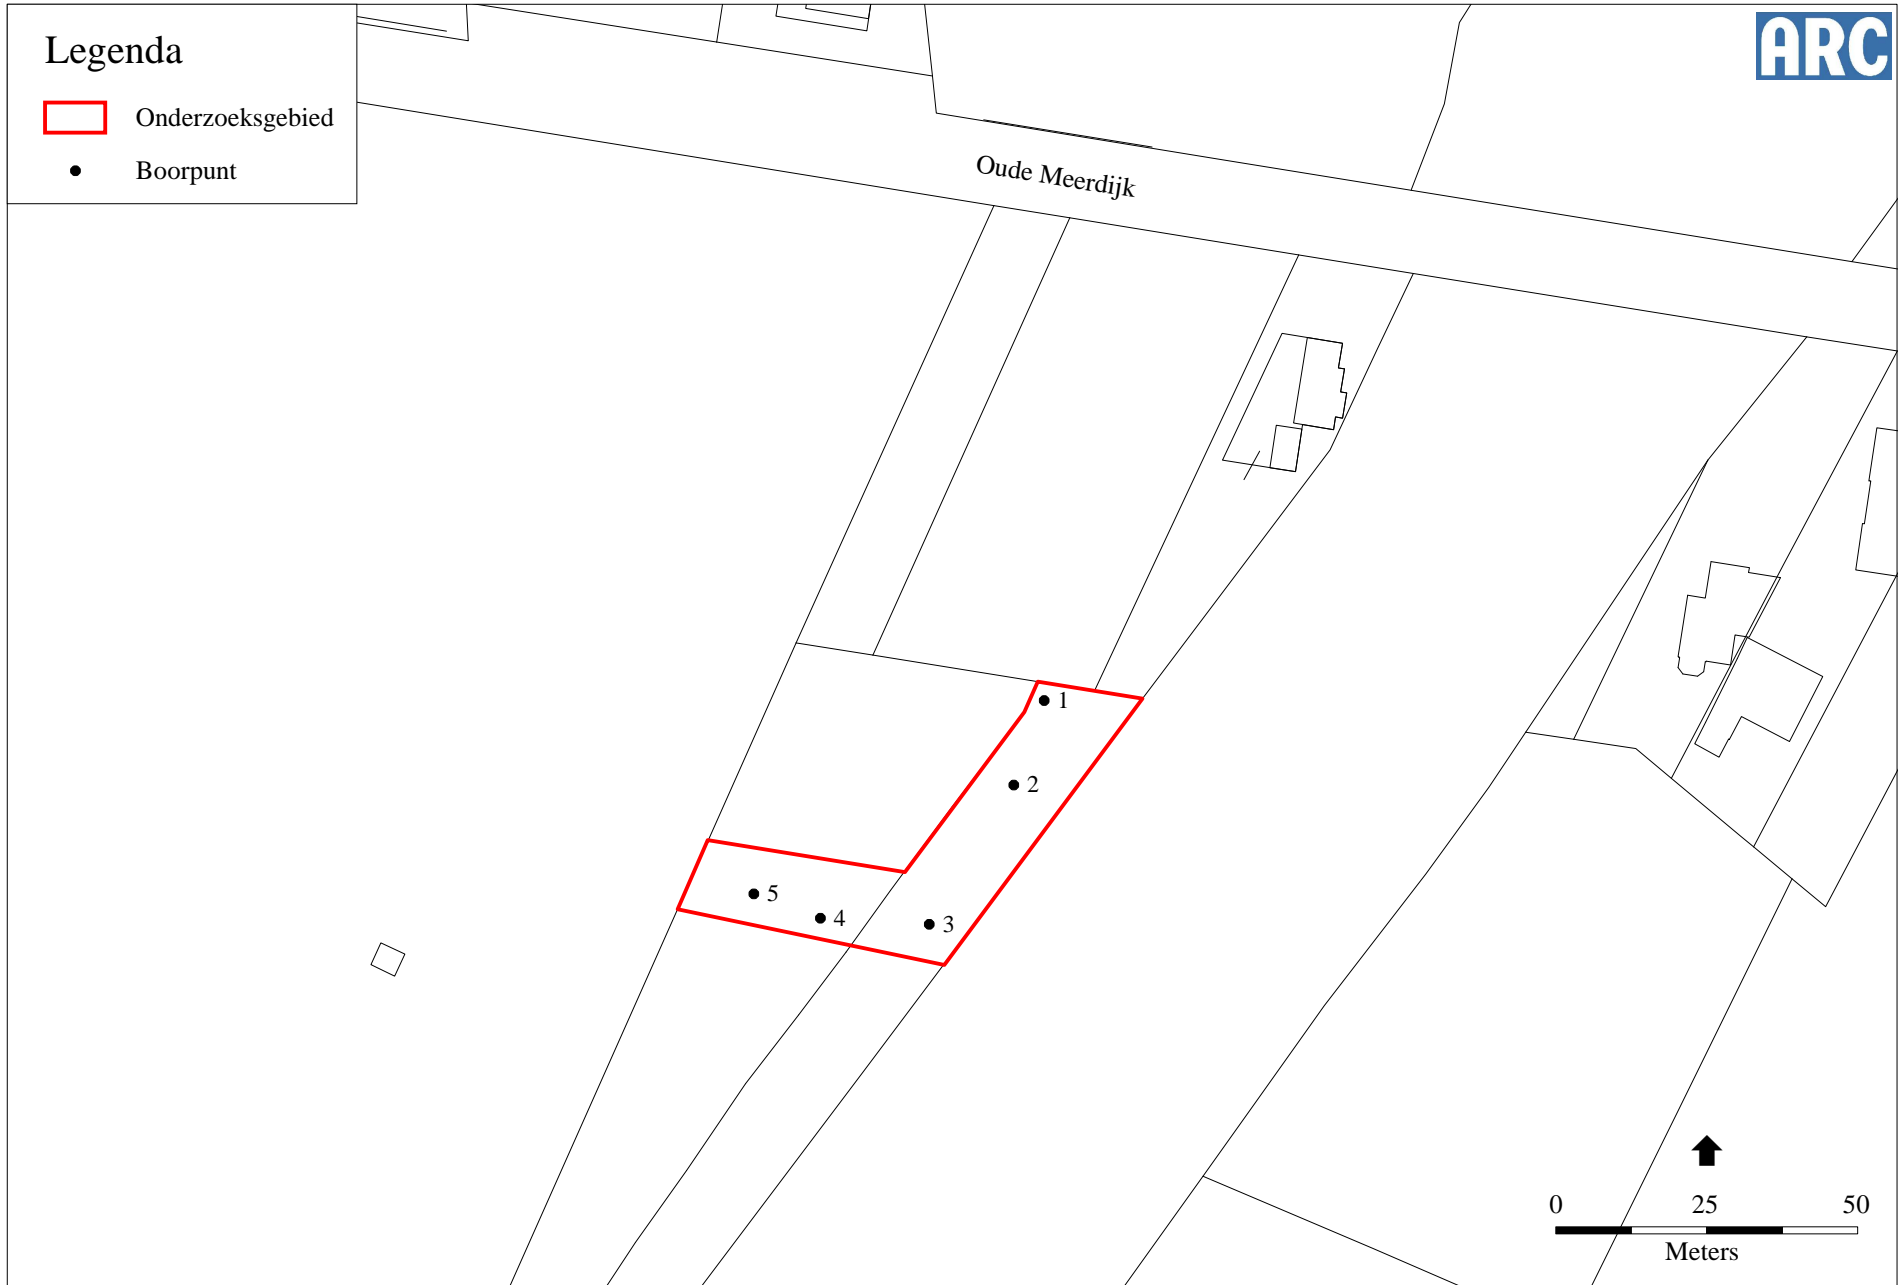 Legenda
Onderzoeksgebied
Boorpunt
ARC
Oude Meerdijk
1
2
3
4
5
0 25 50
Meters